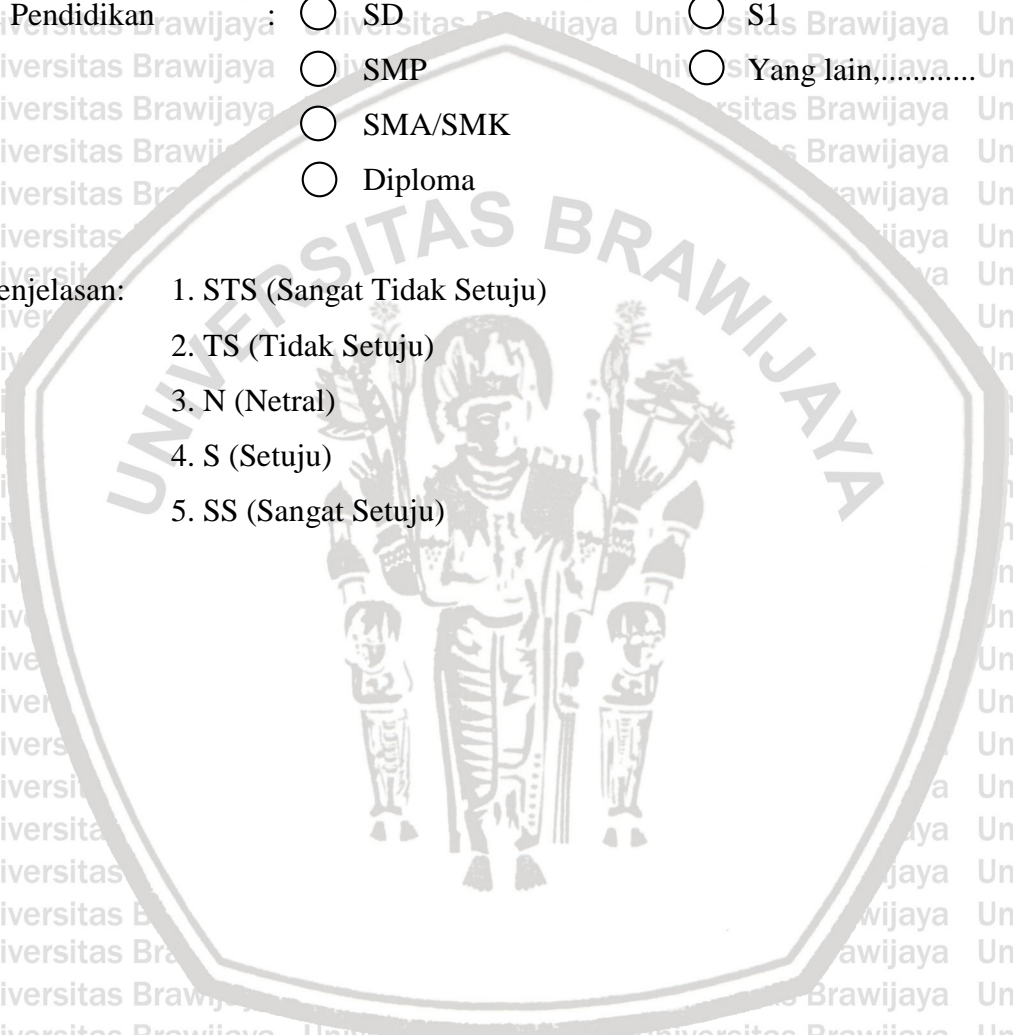 Pendidikan : SD S1
SMP Yang lain,............
SMA/SMK
Diploma
UNIVERSITAS BRAWIJAYA
enjelasan: 1. STS (Sangat Tidak Setuju)
2. TS (Tidak Setuju)
3. N (Netral)
4. S (Setuju)
5. SS (Sangat Setuju)